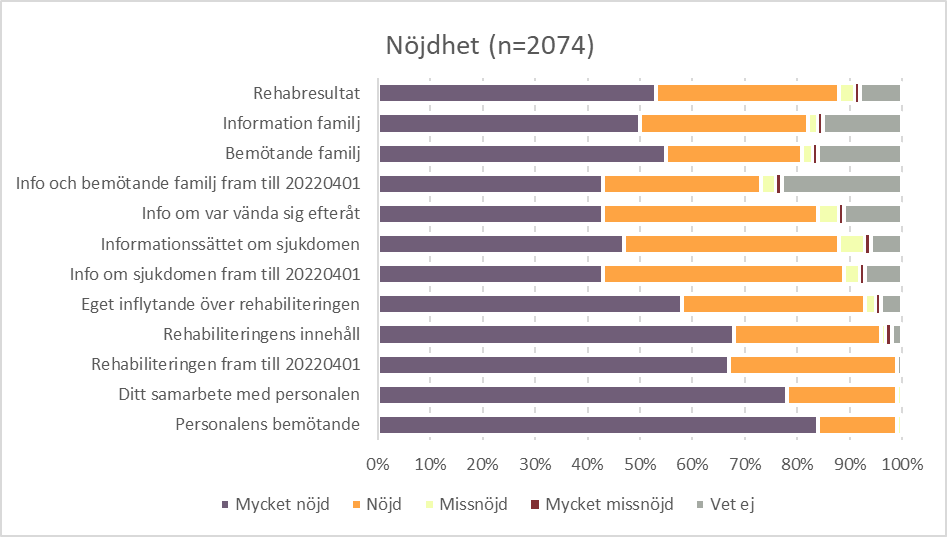 Nöjdhet (n=2074)
Rehabresultat
Information familj
Bemötande familj
Info och bemötande familj fram till 20220401
Info om var vända sig efteråt
Informationssättet om sjukdomen
Info om sjukdomen fram till 20220401
Eget inflytande över rehabiliteringen
Rehabiliteringens innehåll
Rehabiliteringen fram till 20220401
Ditt samarbete med personalen
Personalens bemötande
0% 10% 20% 30% 40% 50% 60% 70% 80% 90% 100%
Mycket nöjd Nöjd Missnöjd Mycket missnöjd Vet ej